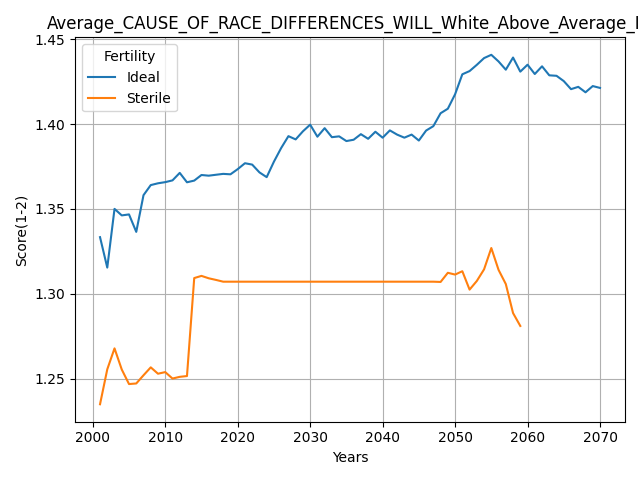 Average_CAUSE_OF_RACE_DIFFERENCES_WILL_White_Above_Average_
Fertility
Ideal
Sterile
Score(1-2)
1.45
1.40
1.35
1.30
1.25
2000 2010 2020 2030 2040 2050 2060 2070
Years